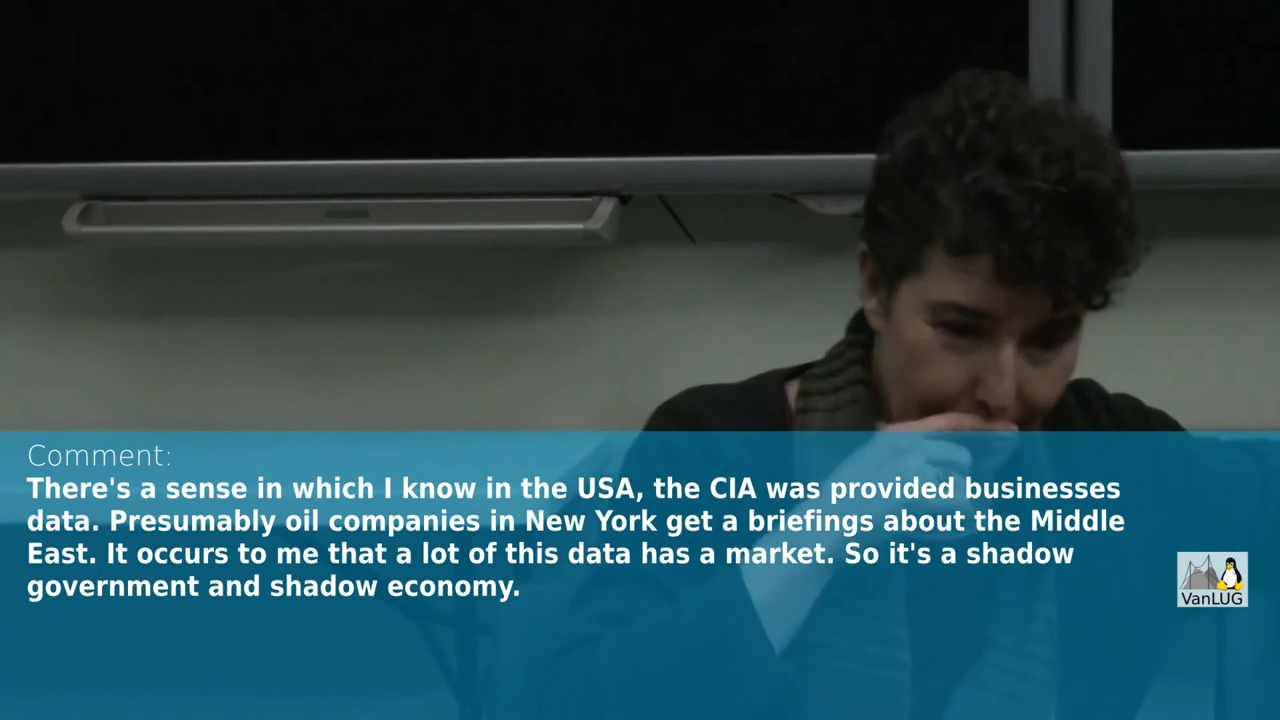 Comment:
There's a sense in which I know in the USA, the CIA was provided businesses
data. Presumably oil companies in New York get a briefings about the Middle
East. It occurs to me that a lot of this data has a market. So it's a shadow
government and shadow economy.
VanLUG